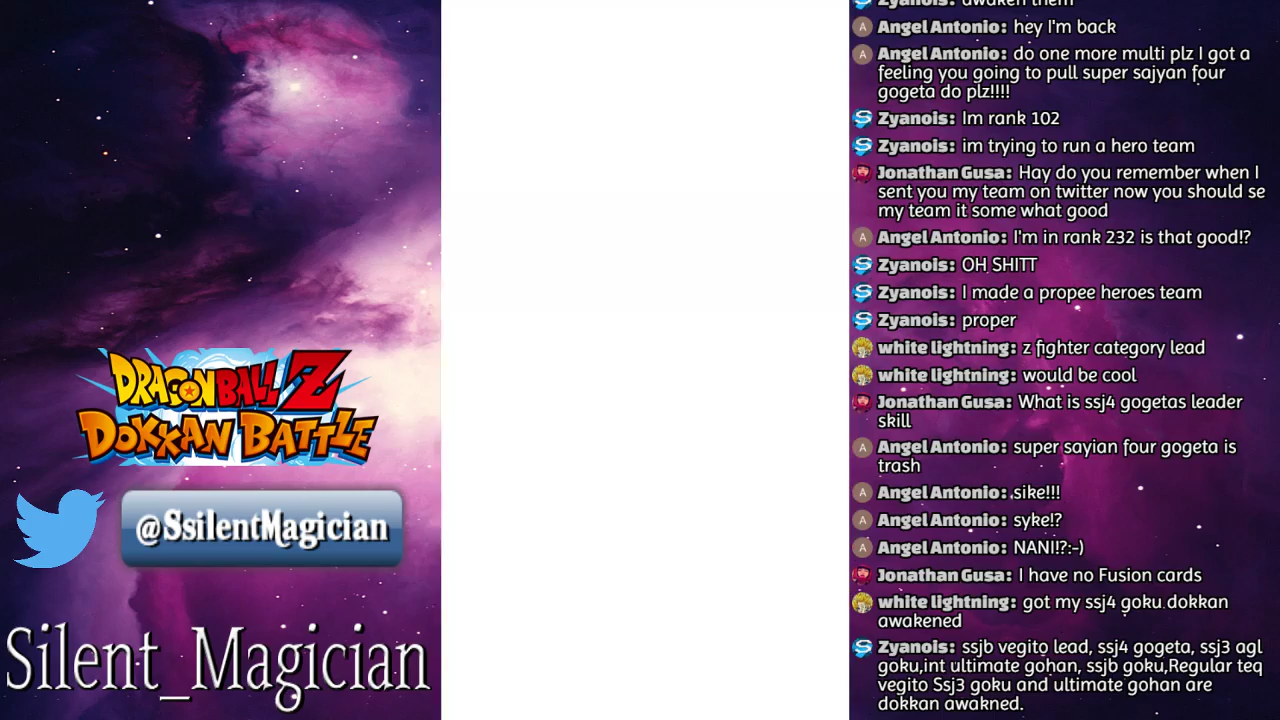 DRAGONBALL Z
DOKKAN BATTLE
@SsilentMagician
Silent_Magician
Zyanois: awaken them
Angel Antonio: hey I'm back
Angel Antonio: do one more multi plz I got a
feeling you going to pull super sajyan four
gogeta do plz!!!!
Zyanois: Im rank 102
Zyanois: im trying to run a hero team
Jonathan Gusa: Hay do you remember when I
sent you my team on twitter now you should se
my team it some what good
Angel Antonio: I'm in rank 232 is that good!?
Zyanois: OH SHITT
Zyanois: I made a propee heroes team
Zyanois: proper
white lightning: z fighter category lead
white lightning: would be cool
Jonathan Gusa: What is ssj4 gogetas leader
skill
Angel Antonio: super sayian four gogeta is
trash
Angel Antonio: sike!!!
Angel Antonio: syke!?
Angel Antonio: NANI!?:-)
Jonathan Gusa: I have no Fusion cards
white lightning: got my ssj4 goku dokkan
awakened
Zyanois: ssjb vegito lead, ssj4 gogeta, ssj3 agl
goku,int ultimate gohan, ssjb goku,Regular teq
vegito Ssj3 goku and ultimate gohan are
dokkan awakned.